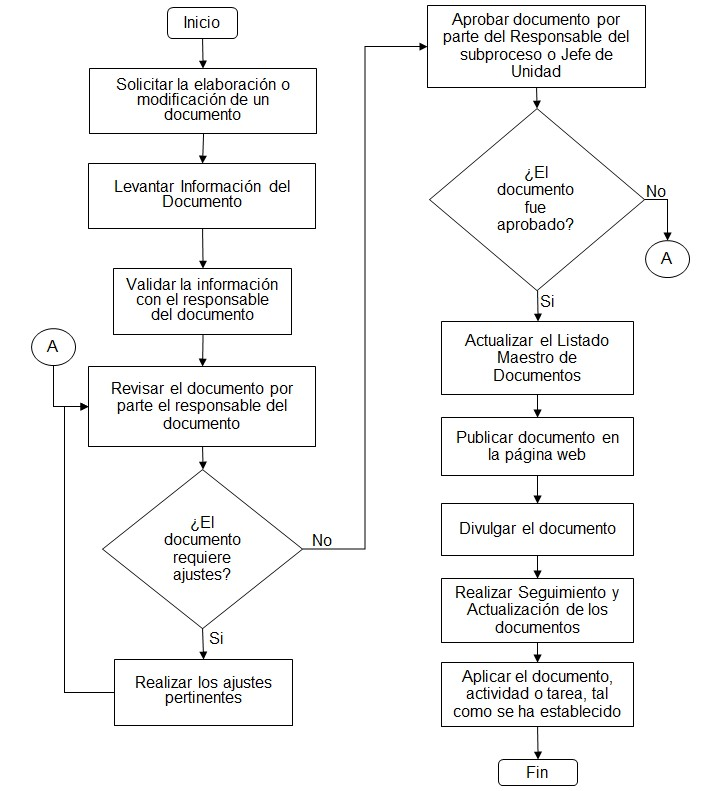 Inicio
Solicitar la elaboración o
modificación de un
documento
Levantar Información del
Documento
Validar la información
con el responsable
del documento
A
Revisar el documento por
parte el responsable del
documento
¿El
documento
requiere
ajustes?
No
Si
Realizar los ajustes
pertinentes
Aprobar documento por
parte del Responsable del
subproceso o Jefe de
Unidad
¿El
documento
fue
aprobado?
No
A
Si
Actualizar el Listado
Maestro de
Documentos
Publicar documento en
la página web
Divulgar el documento
Realizar Seguimiento y
Actualización de los
documentos
Aplicar el documento,
actividad o tarea, tal
como se ha establecido
Fin